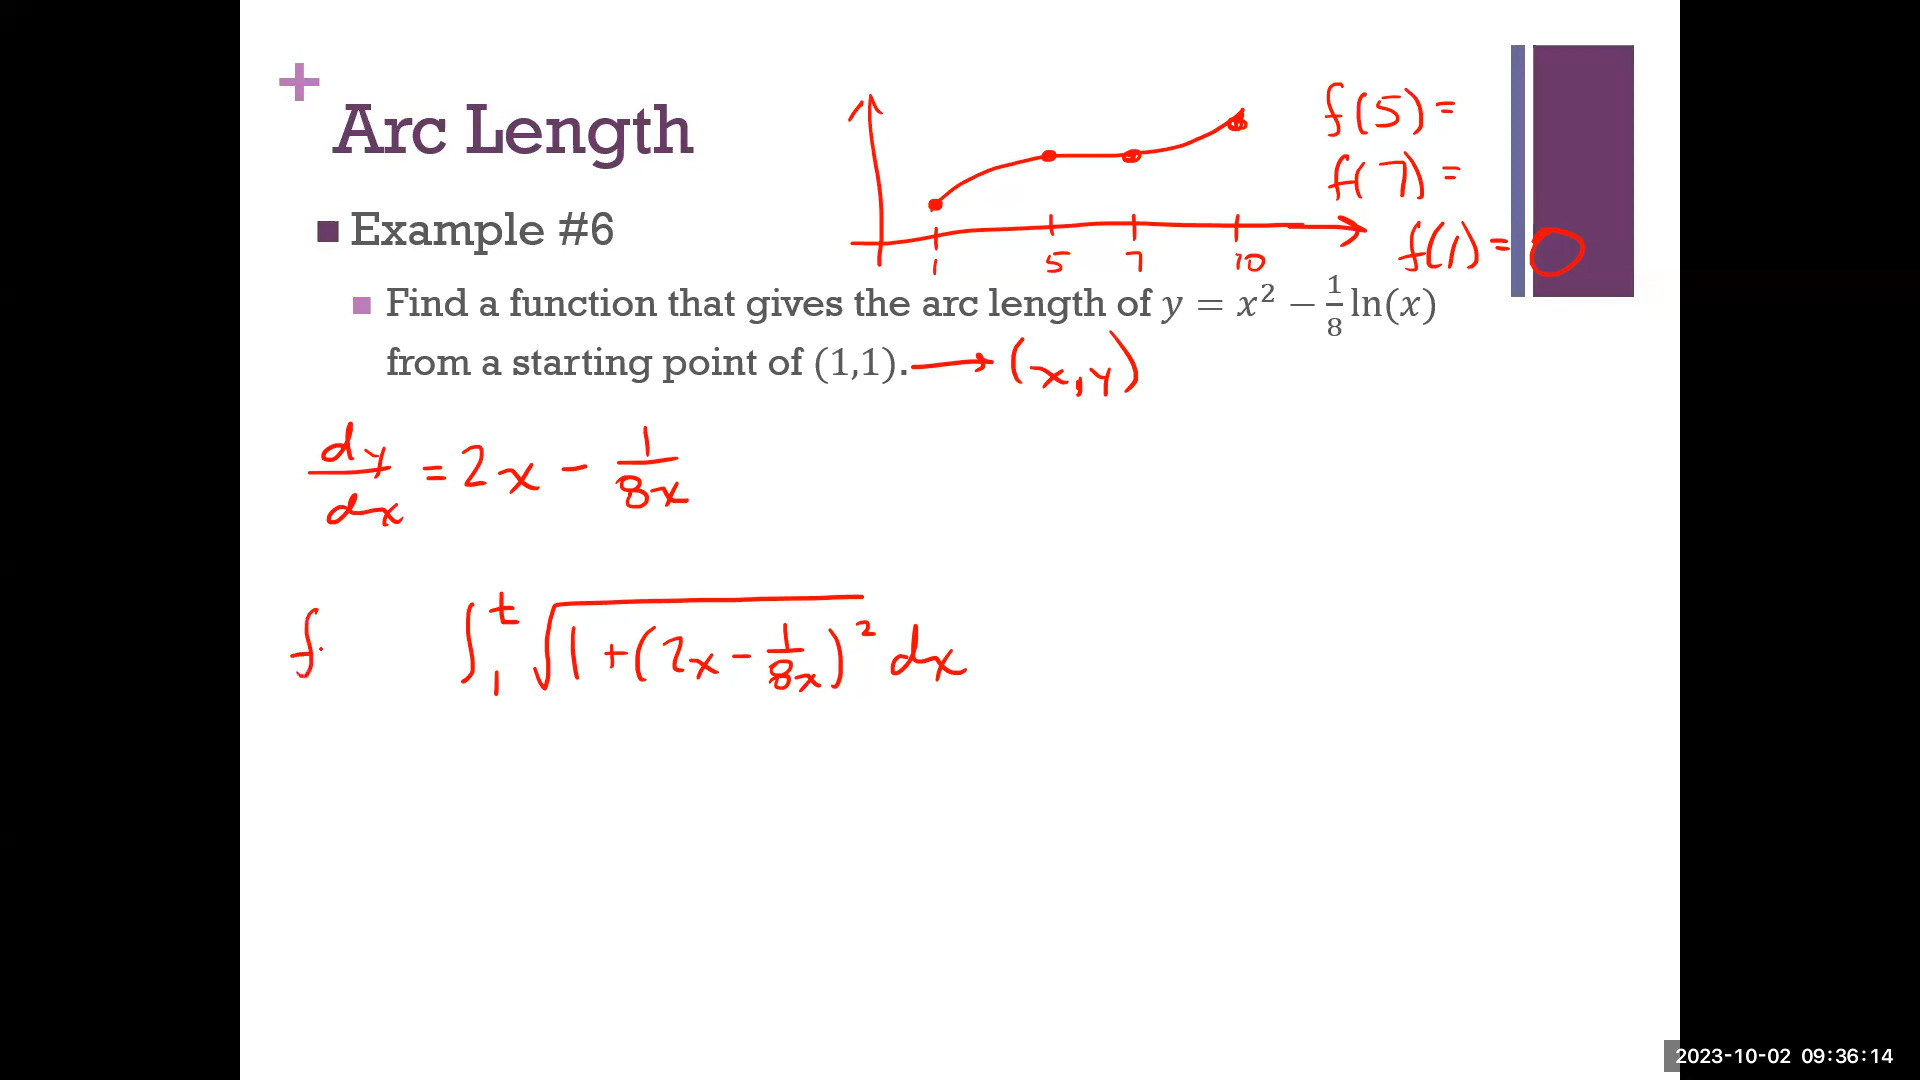 +
Arc Length
f(5) =
f(7) =
f(1) = 0
1 5 7 10
■ Example #6
■ Find a function that gives the arc length of y = x² − 1/8 ln(x)
from a starting point of (1,1). → (x,y)
dy/dx = 2x − 1/8x
f ∫₁ᵗ √(1 + (2x − 1/8x)²) dx
2023-10-02 09:36:14